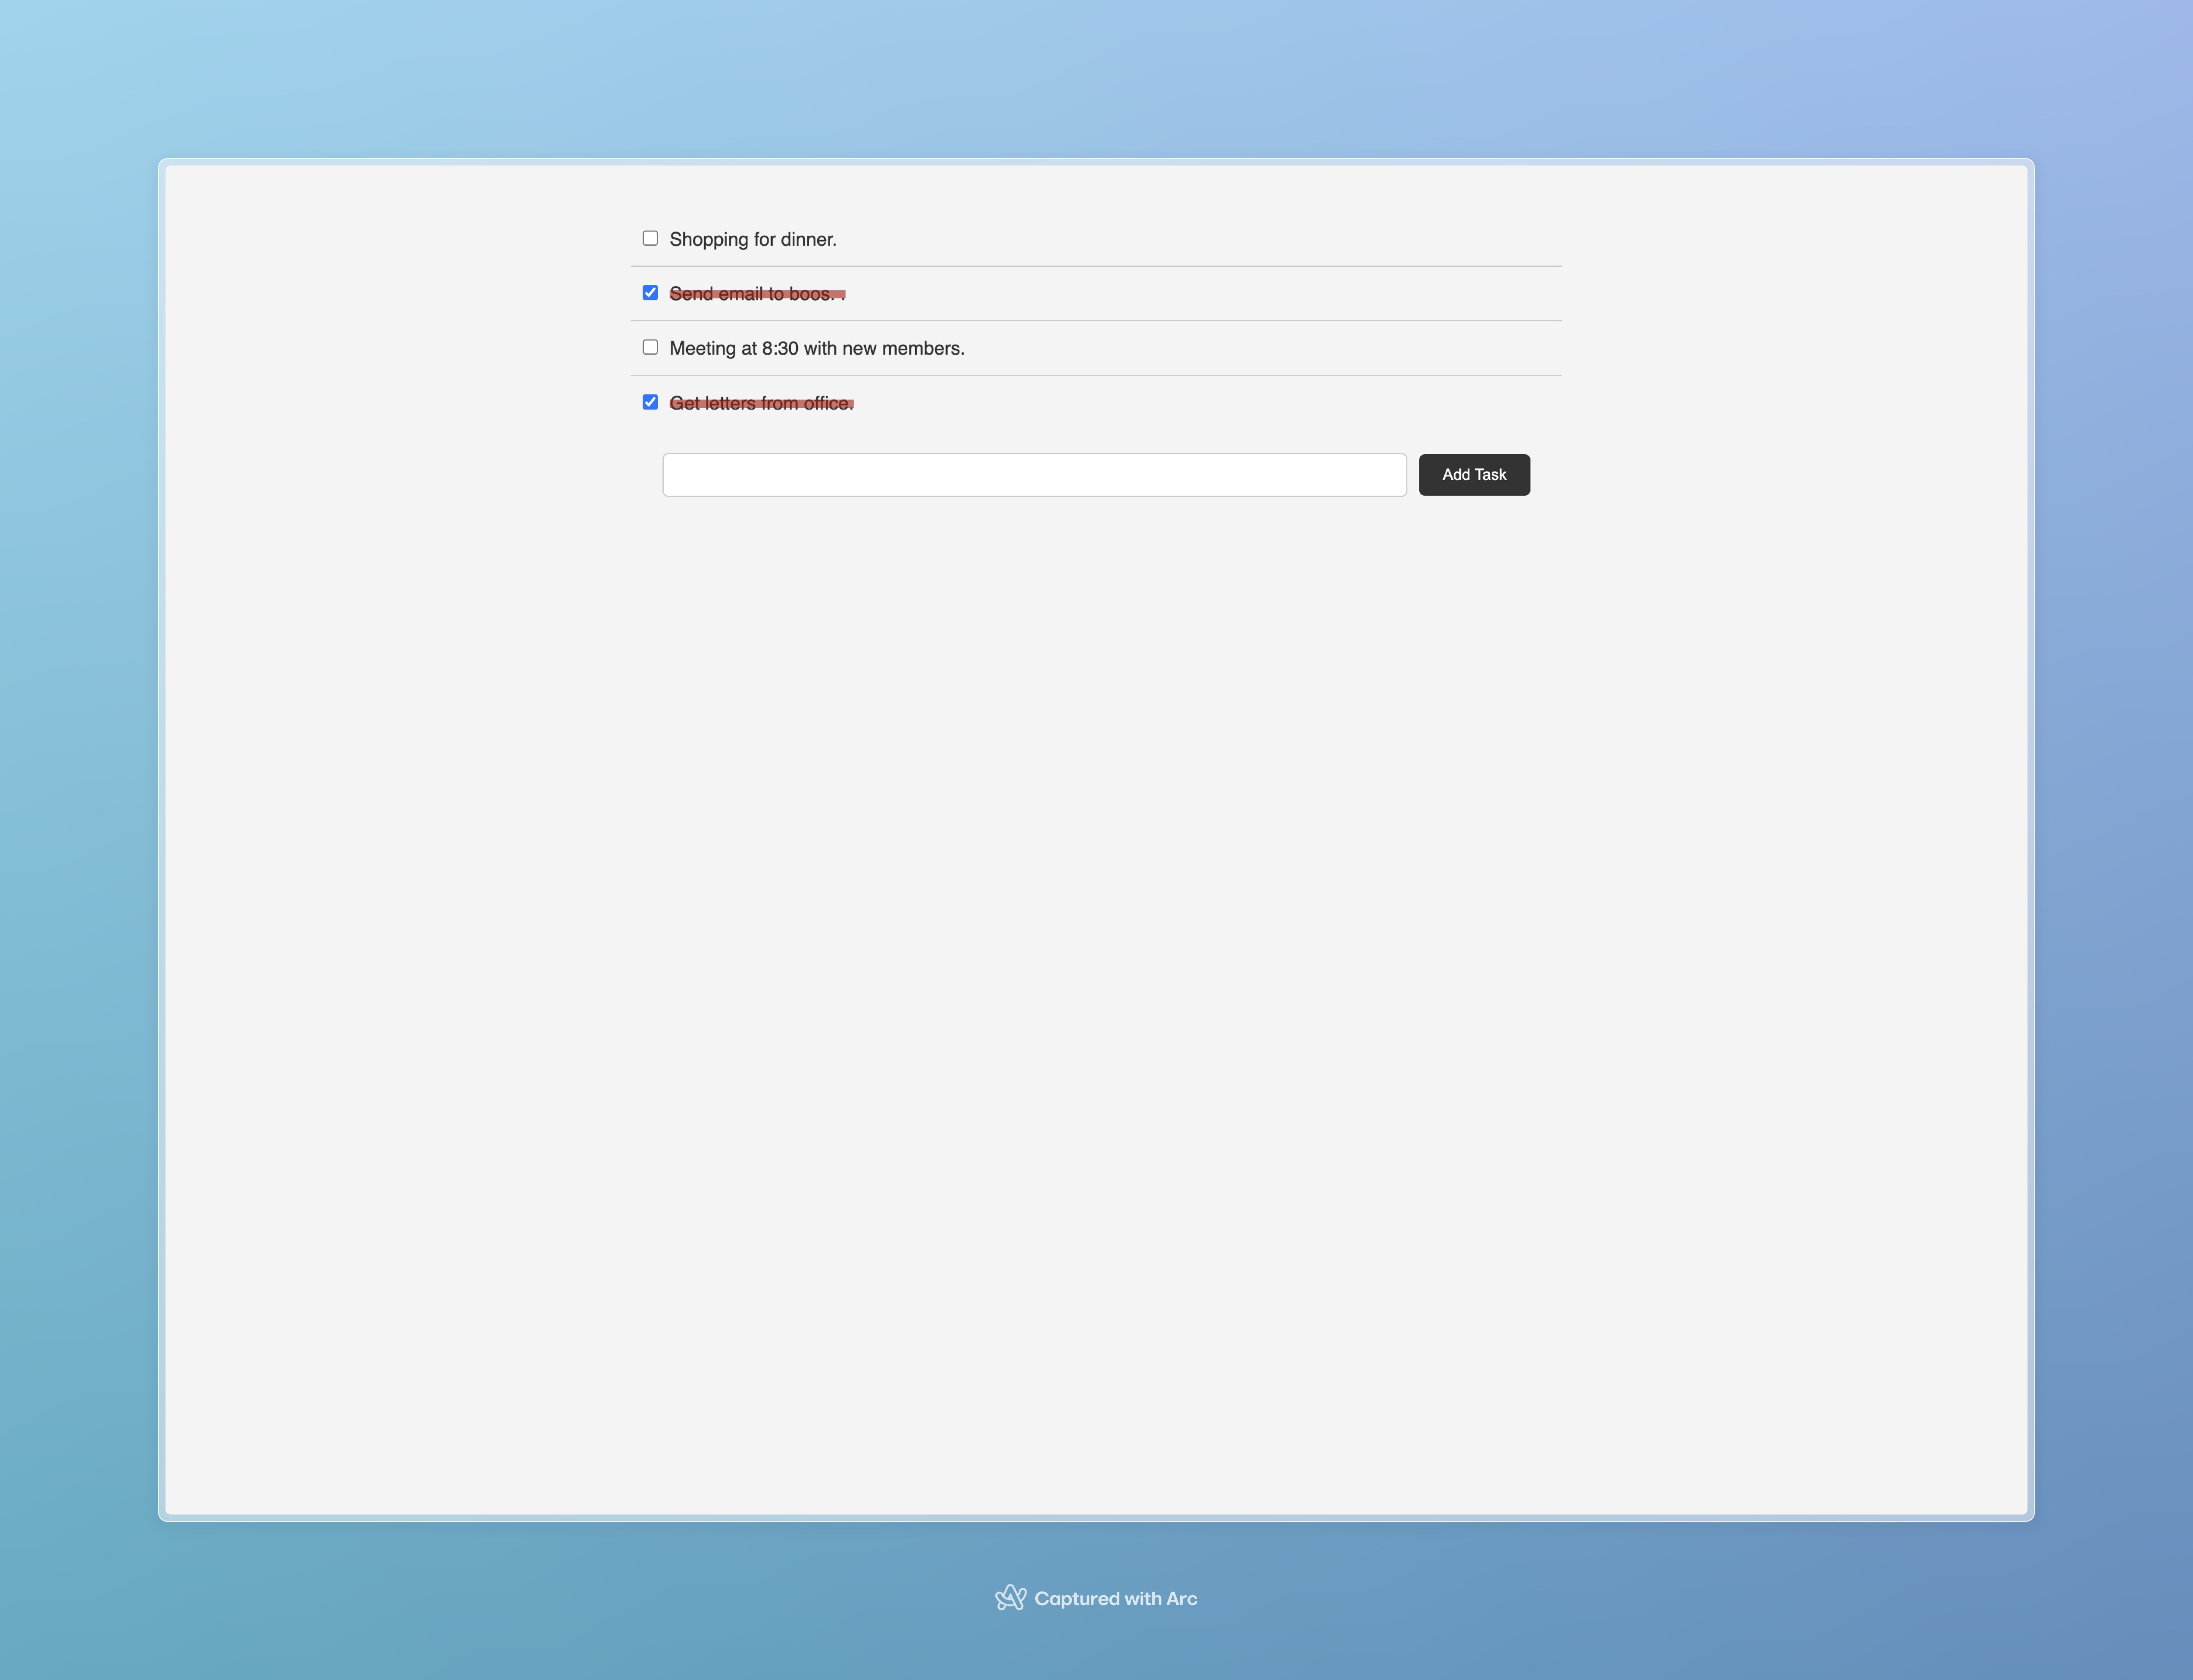 Shopping for dinner.
Send email to boos. .
Meeting at 8:30 with new members.
Get letters from office.
Add Task
Captured with Arc